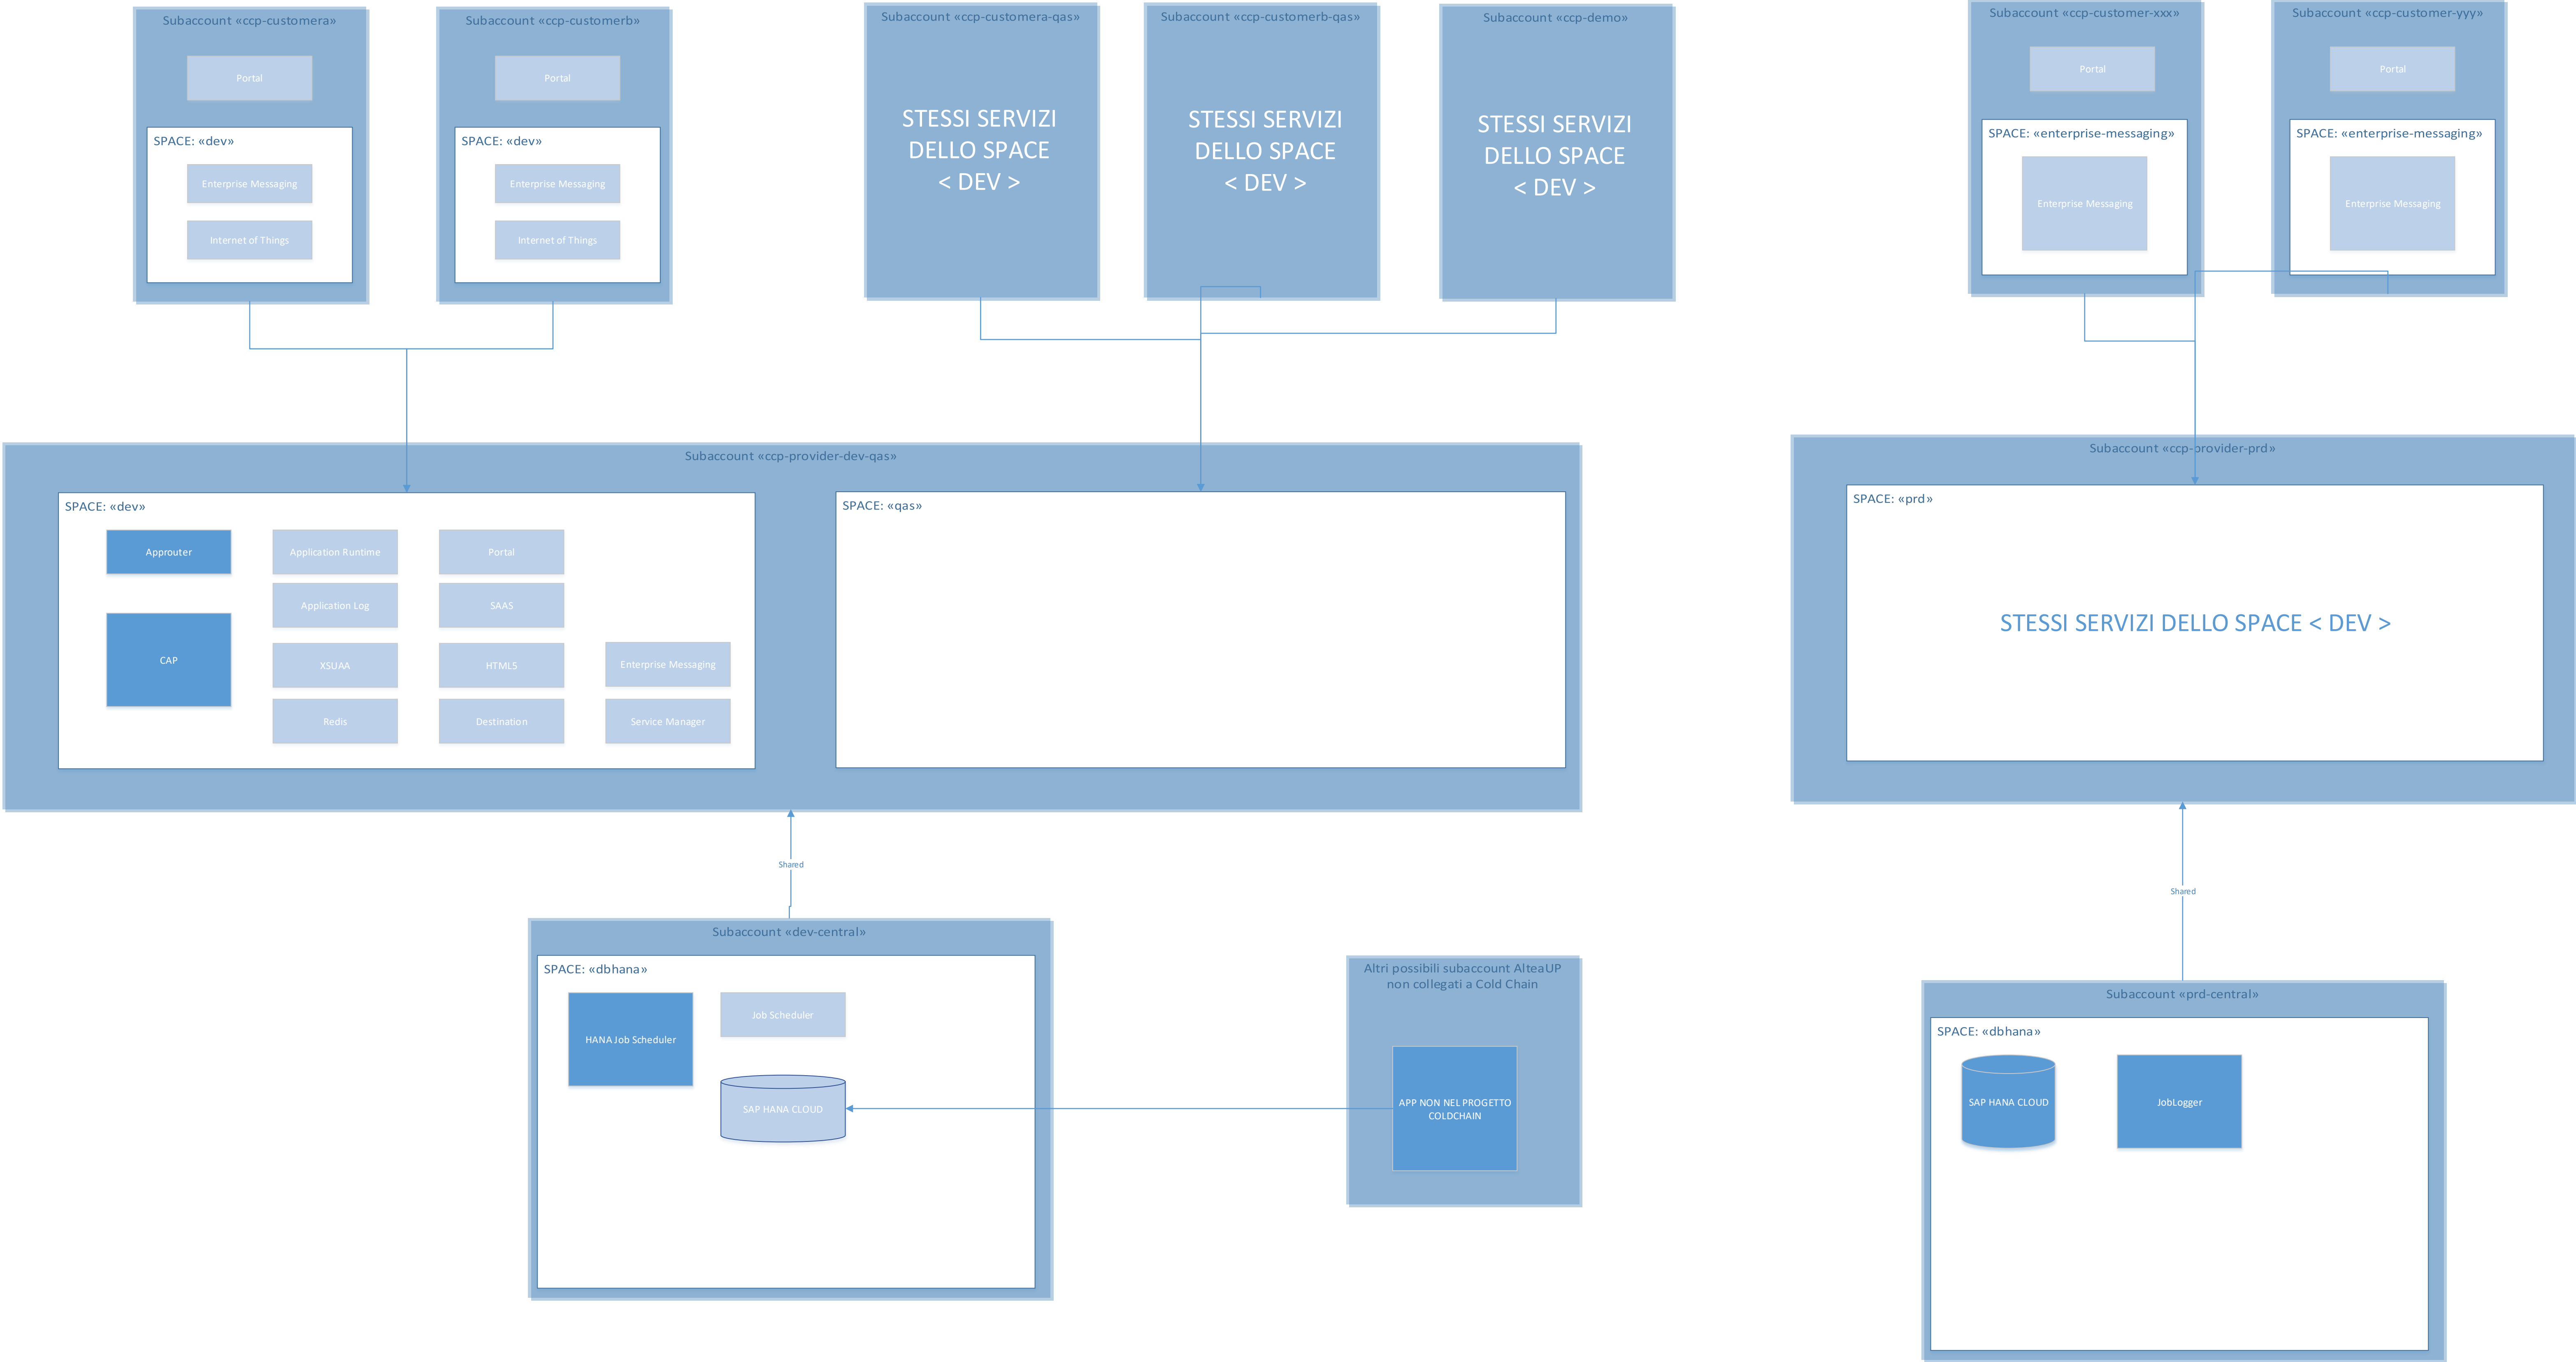 Subaccount «ccp-customera»
Portal
SPACE: «dev»
Enterprise Messaging
Internet of Things
Subaccount «ccp-customerb»
Portal
SPACE: «dev»
Enterprise Messaging
Internet of Things
Subaccount «ccp-customera-qas»
STESSI SERVIZI
DELLO SPACE
< DEV >
Subaccount «ccp-customerb-qas»
STESSI SERVIZI
DELLO SPACE
< DEV >
Subaccount «ccp-demo»
STESSI SERVIZI
DELLO SPACE
< DEV >
Subaccount «ccp-customer-xxx»
Portal
SPACE: «enterprise-messaging»
Enterprise Messaging
Subaccount «ccp-customer-yyy»
Portal
SPACE: «enterprise-messaging»
Enterprise Messaging
Subaccount «ccp-provider-dev-qas»
SPACE: «dev»
Approuter
Application Runtime
Portal
Application Log
SAAS
CAP
XSUAA
HTML5
Enterprise Messaging
Redis
Destination
Service Manager
SPACE: «qas»
Subaccount «ccp-provider-prd»
SPACE: «prd»
STESSI SERVIZI DELLO SPACE < DEV >
Shared
Shared
Subaccount «dev-central»
SPACE: «dbhana»
HANA Job Scheduler
Job Scheduler
SAP HANA CLOUD
Altri possibili subaccount AlteaUP
non collegati a Cold Chain
APP NON NEL PROGETTO
COLDCHAIN
Subaccount «prd-central»
SPACE: «dbhana»
SAP HANA CLOUD
JobLogger